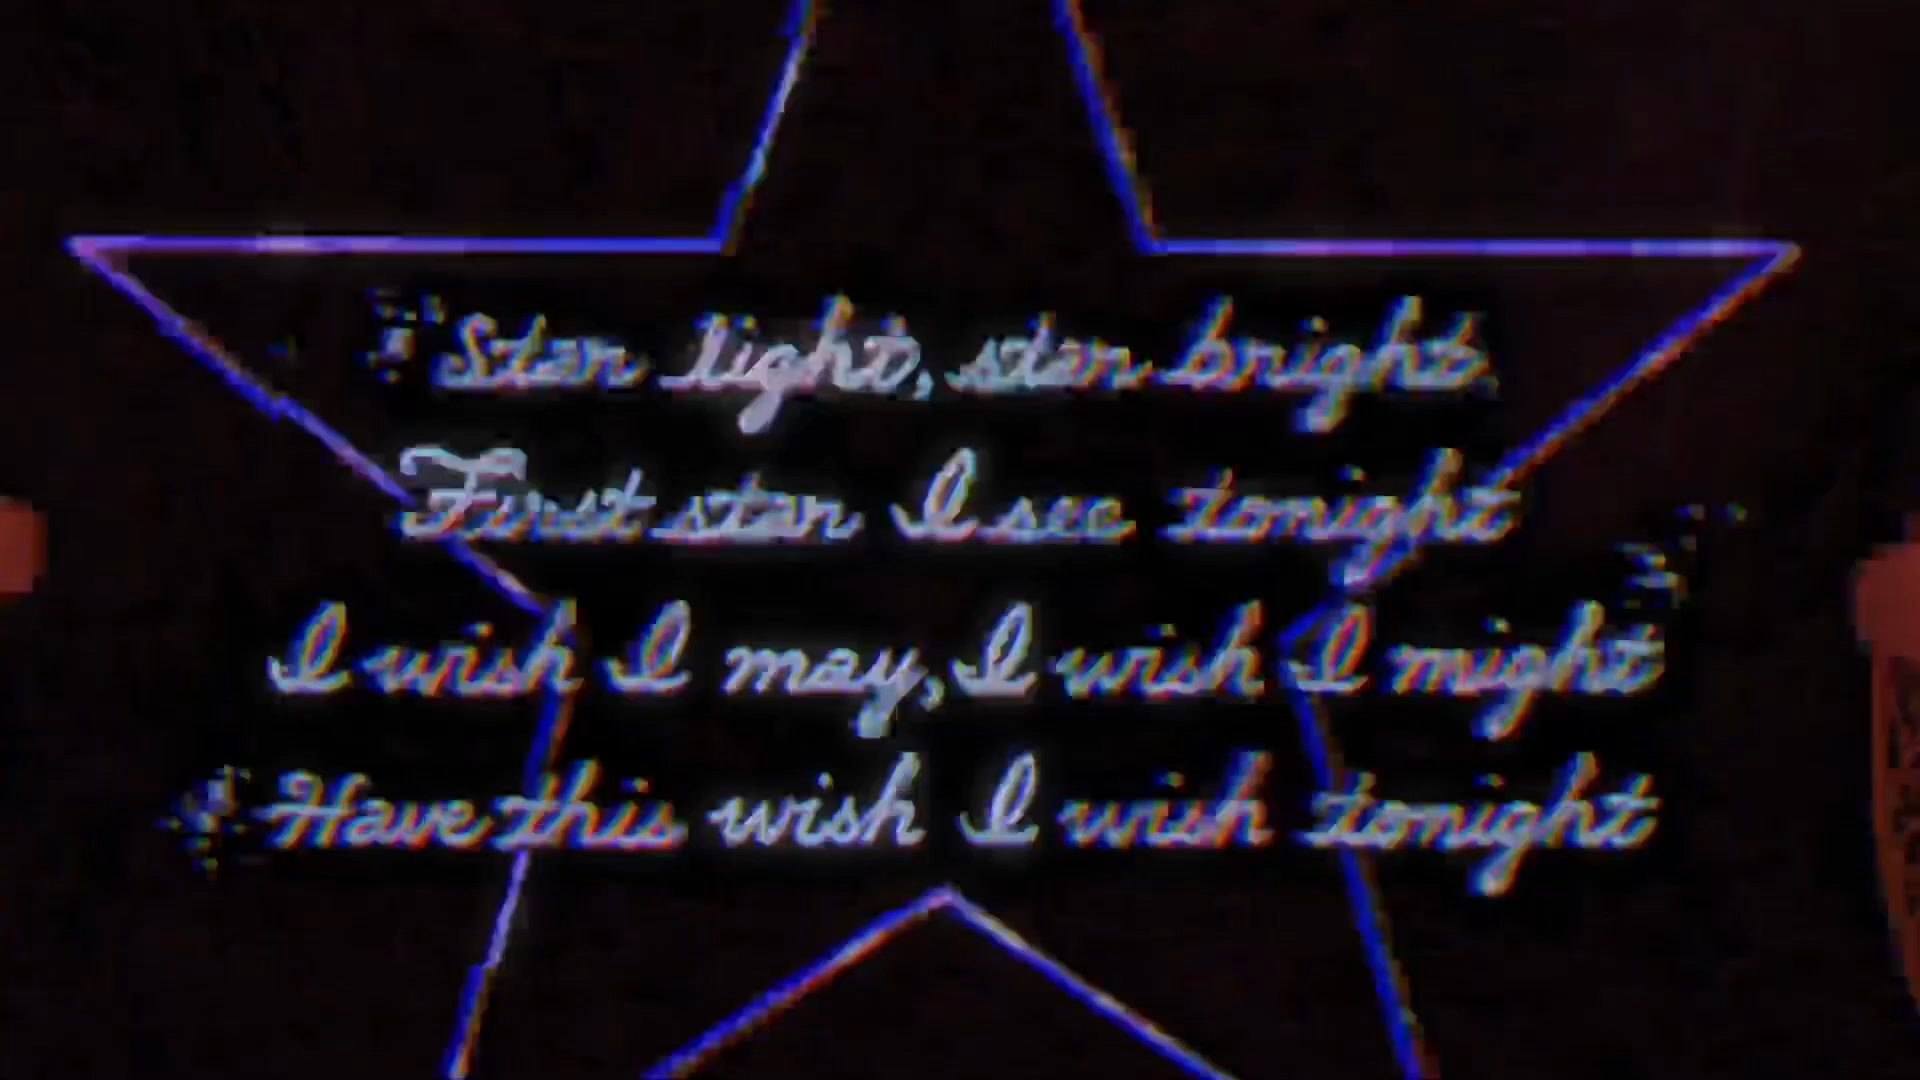 Star light, star bright,
First star I see tonight
I wish I may, I wish I might
Have this wish I wish tonight